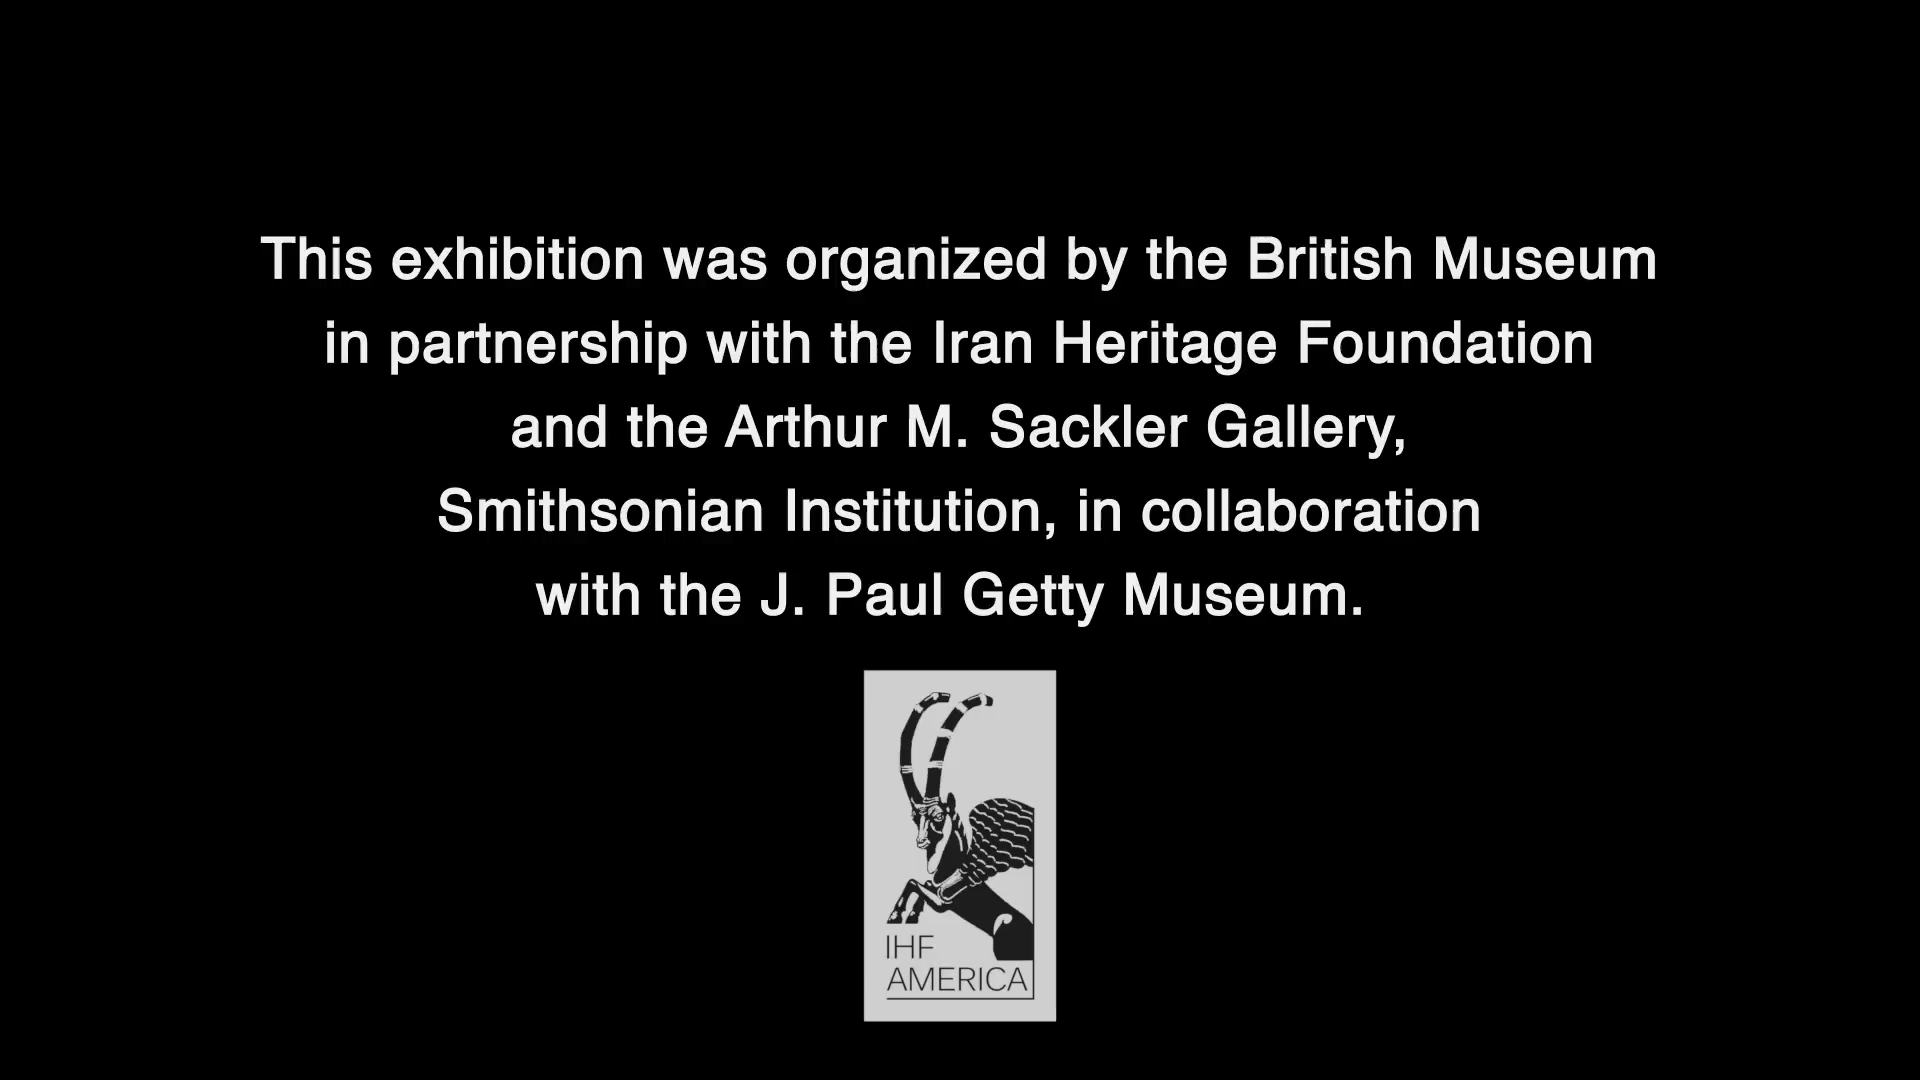 This exhibition was organized by the British Museum
in partnership with the Iran Heritage Foundation
and the Arthur M. Sackler Gallery,
Smithsonian Institution, in collaboration
with the J. Paul Getty Museum.
IHF
AMERICA